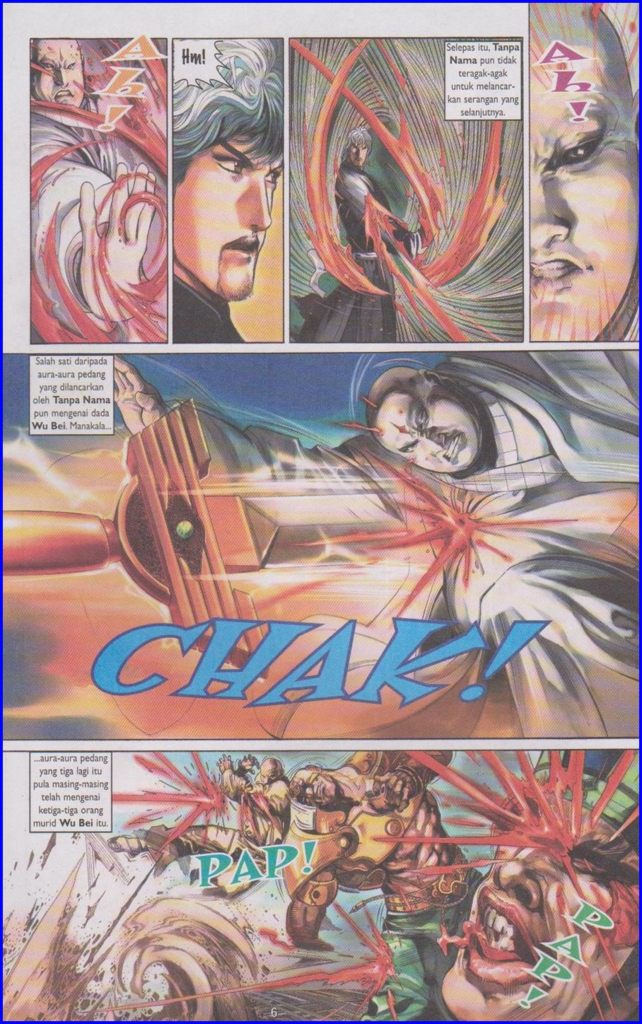 Ah!
Hm!
Selepas itu, Tanpa
Nama pun tidak
teragak-agak
untuk melancar-
kan serangan yang
selanjutnya.
Ah!
Salah sati daripada
aura-aura pedang
yang dilancarkan
oleh Tanpa Nama
pun mengenai dada
Wu Bei. Manakala...
CHAK!
...aura-aura pedang
yang tiga lagi itu
pula masing-masing
telah mengenai
ketiga-tiga orang
murid Wu Bei itu.
PAP!
PAP!
6